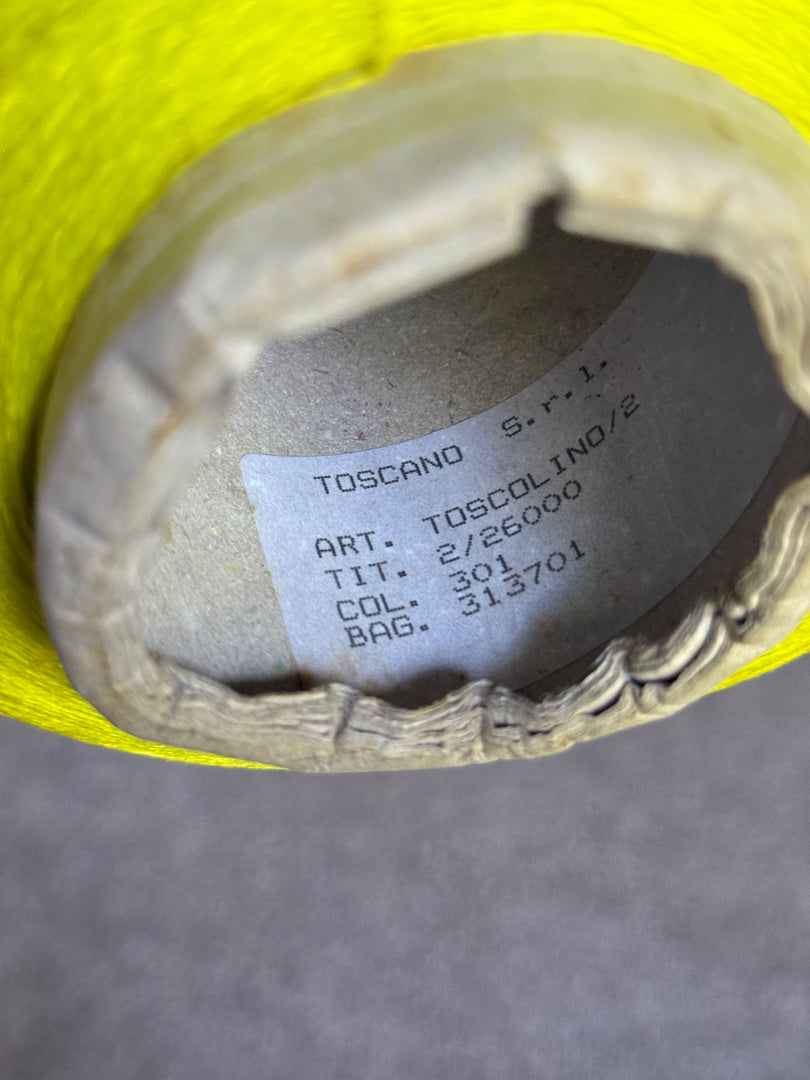 TOSCANO s.r.l.
ART. TOSCOLINO/2
TIT. 2/26000
COL. 301
BAG. 313701